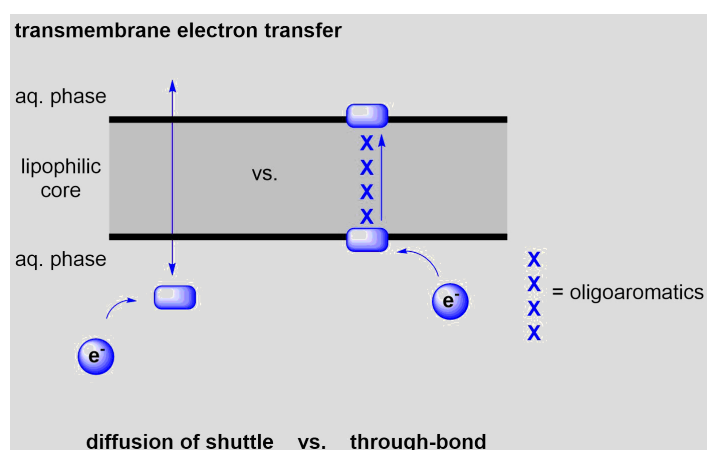 transmembrane electron transfer
aq. phase
lipophilic
core
vs.
X
X
X
X
aq. phase
e-
e-
X
X
X
X
= oligoaromatics
diffusion of shuttle vs. through-bond